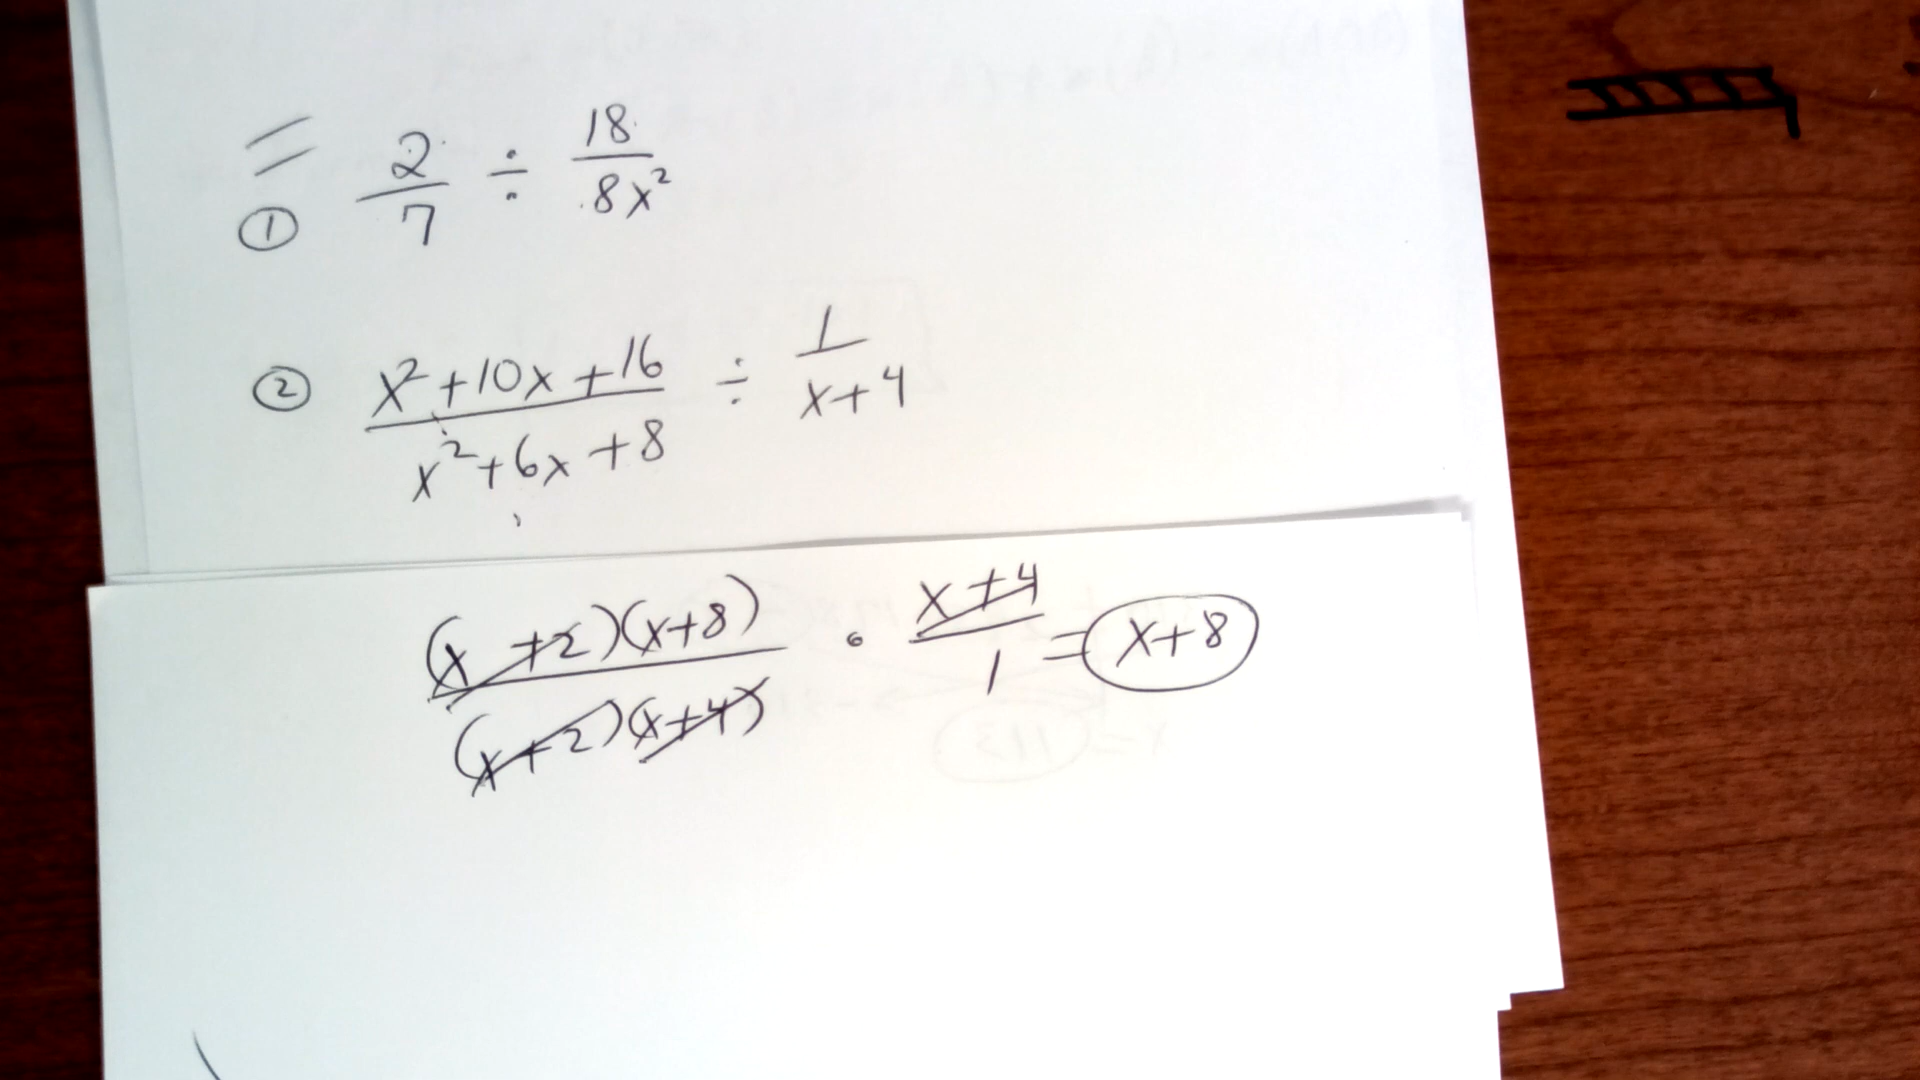 ① 2/7 ÷ 18/8x²
② (x²+10x+16)/(x²+6x+8) ÷ 1/(x+4)
(x+2)(x+8)/(x+2)(x+4) · (x+4)/1 = x+8